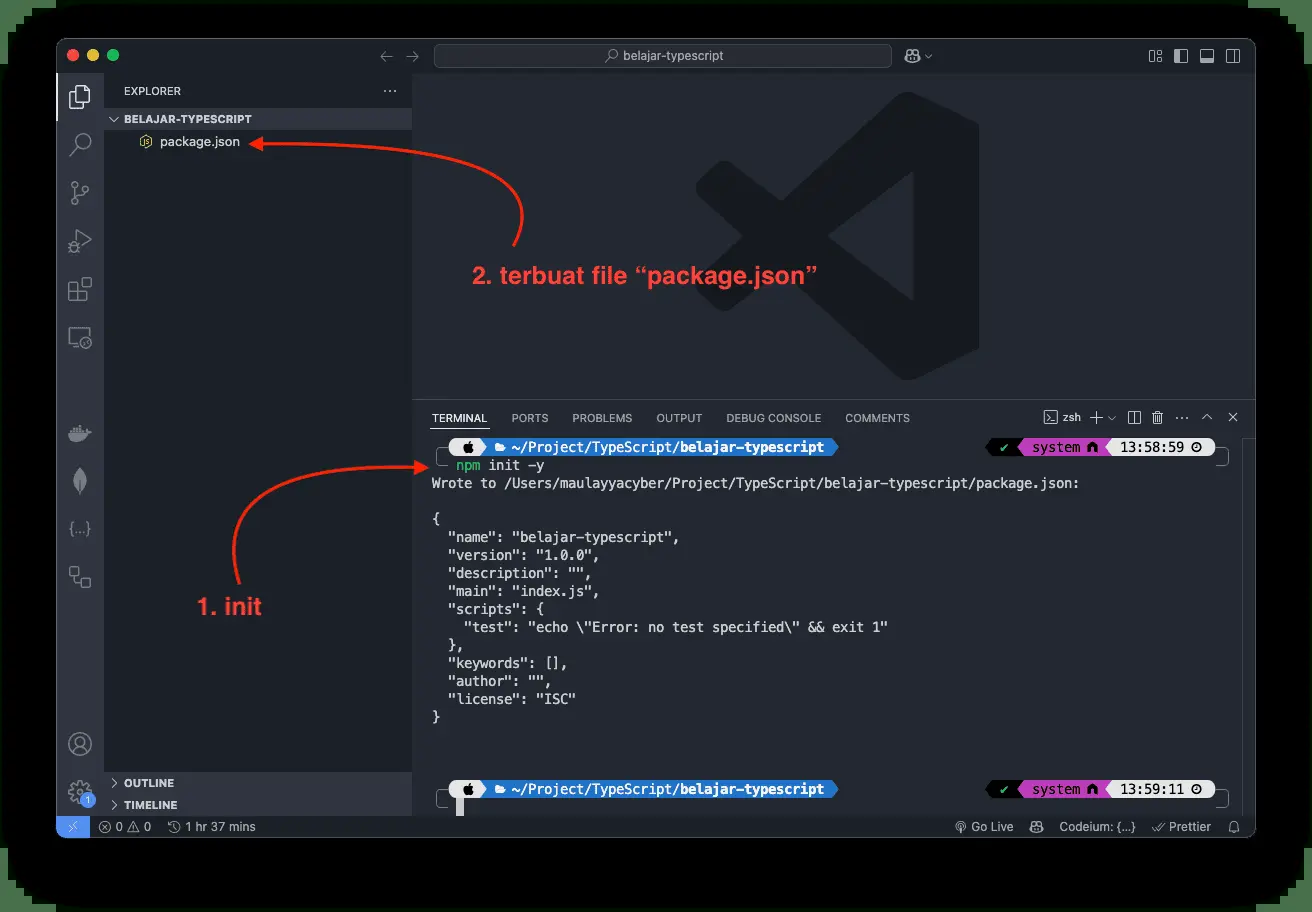 belajar-typescript
EXPLORER
BELAJAR-TYPESCRIPT
package.json
2. terbuat file “package.json”
TERMINAL PORTS PROBLEMS OUTPUT DEBUG CONSOLE COMMENTS zsh
~/Project/TypeScript/belajar-typescript system 13:58:59
npm init -y
Wrote to /Users/maulayyacyber/Project/TypeScript/belajar-typescript/package.json:
{
"name": "belajar-typescript",
"version": "1.0.0",
"description": "",
"main": "index.js",
"scripts": {
"test": "echo \"Error: no test specified\" && exit 1"
},
"keywords": [],
"author": "",
"license": "ISC"
}
1. init
~/Project/TypeScript/belajar-typescript system 13:59:11
OUTLINE
TIMELINE
1
0 0 1 hr 37 mins Go Live Codeium: {...} Prettier